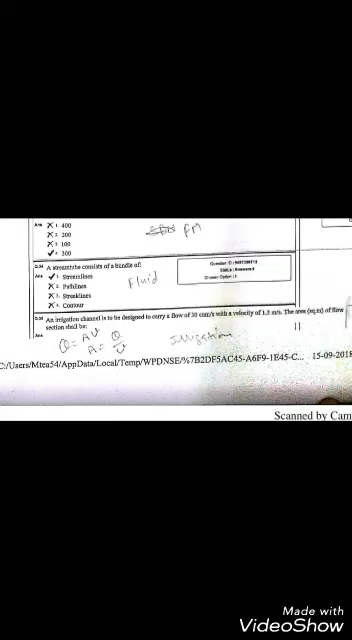 Ans X 1. 400
X 2. 200
X 3. 100
✓ 4. 300
FM
Q.34 A streamtube consists of a bundle of:
Ans ✓ 1. Streamlines
X 2. Pathlines
X 3. Streaklines
X 4. Contour
Fluid
Status : Answered
Chosen Option : 1
An irrigation channel is to be designed to carry a flow of 30 cum/s with a velocity of 1.5 m/s. The area (sq.m) of flow
section shall be:
Ans
Q = AV
A = Q/V
Irrigation
C:/Users/Mtea54/AppData/Local/Temp/WPDNSE/%7B2DF5AC45-A6F9-1E45-C... 15-09-2018
Scanned by Cam
Made with
VideoShow